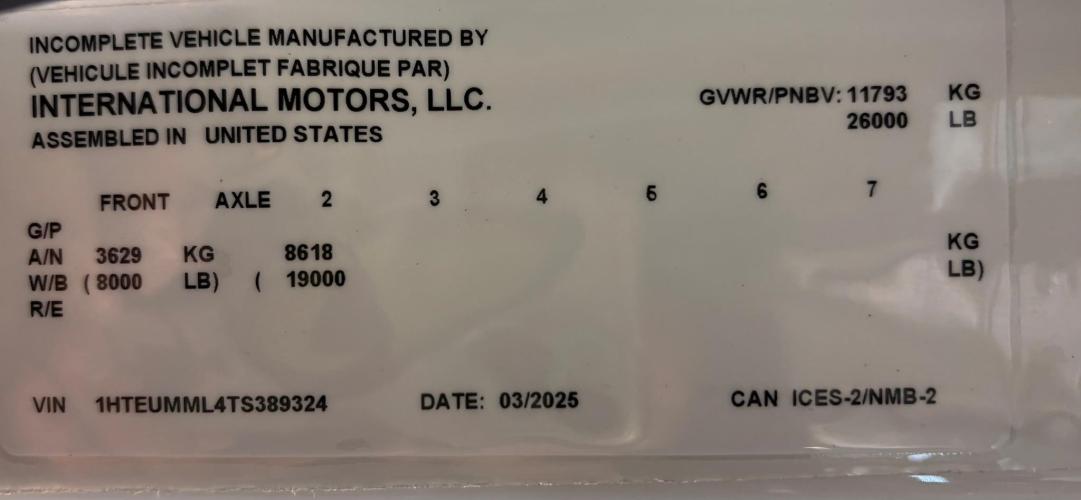 INCOMPLETE VEHICLE MANUFACTURED BY
(VEHICULE INCOMPLET FABRIQUE PAR)
INTERNATIONAL MOTORS, LLC.
ASSEMBLED IN UNITED STATES
GVWR/PNBV: 11793 KG
26000 LB
FRONT AXLE 2 3 4 5 6 7
G/P
A/N 3629 KG 8618 KG
W/B ( 8000 LB) ( 19000 LB)
R/E
VIN 1HTEUMML4TS389324 DATE: 03/2025 CAN ICES-2/NMB-2